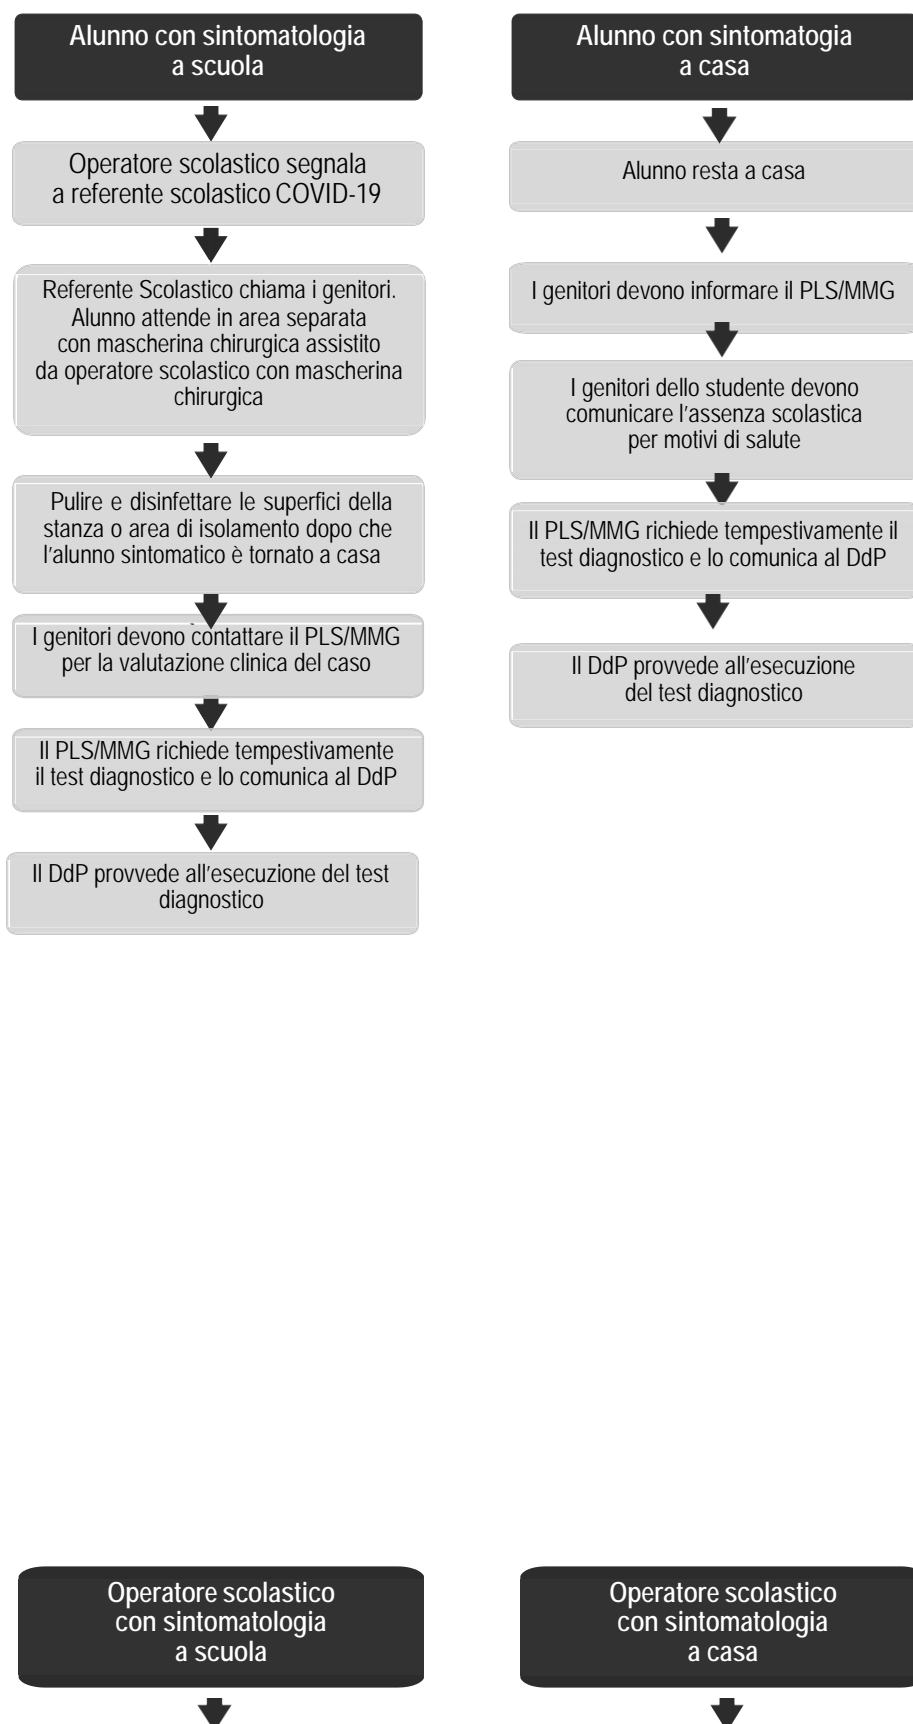 Alunno con sintomatologia
a scuola
Operatore scolastico segnala
a referente scolastico COVID-19
Referente Scolastico chiama i genitori.
Alunno attende in area separata
con mascherina chirurgica assistito
da operatore scolastico con mascherina
chirurgica
Pulire e disinfettare le superfici della
stanza o area di isolamento dopo che
l'alunno sintomatico è tornato a casa
I genitori devono contattare il PLS/MMG
per la valutazione clinica del caso
Il PLS/MMG richiede tempestivamente
il test diagnostico e lo comunica al DdP
Il DdP provvede all'esecuzione del test
diagnostico
Alunno con sintomatogia
a casa
Alunno resta a casa
I genitori devono informare il PLS/MMG
I genitori dello studente devono
comunicare l'assenza scolastica
per motivi di salute
Il PLS/MMG richiede tempestivamente il
test diagnostico e lo comunica al DdP
Il DdP provvede all'esecuzione
del test diagnostico
Operatore scolastico
con sintomatologia
a scuola
Operatore scolastico
con sintomatologia
a casa